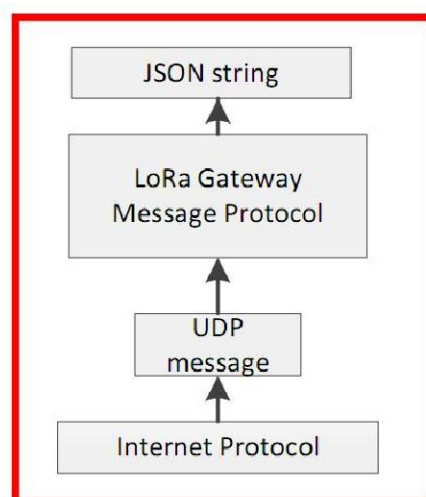 JSON string
LoRa Gateway
Message Protocol
UDP
message
Internet Protocol